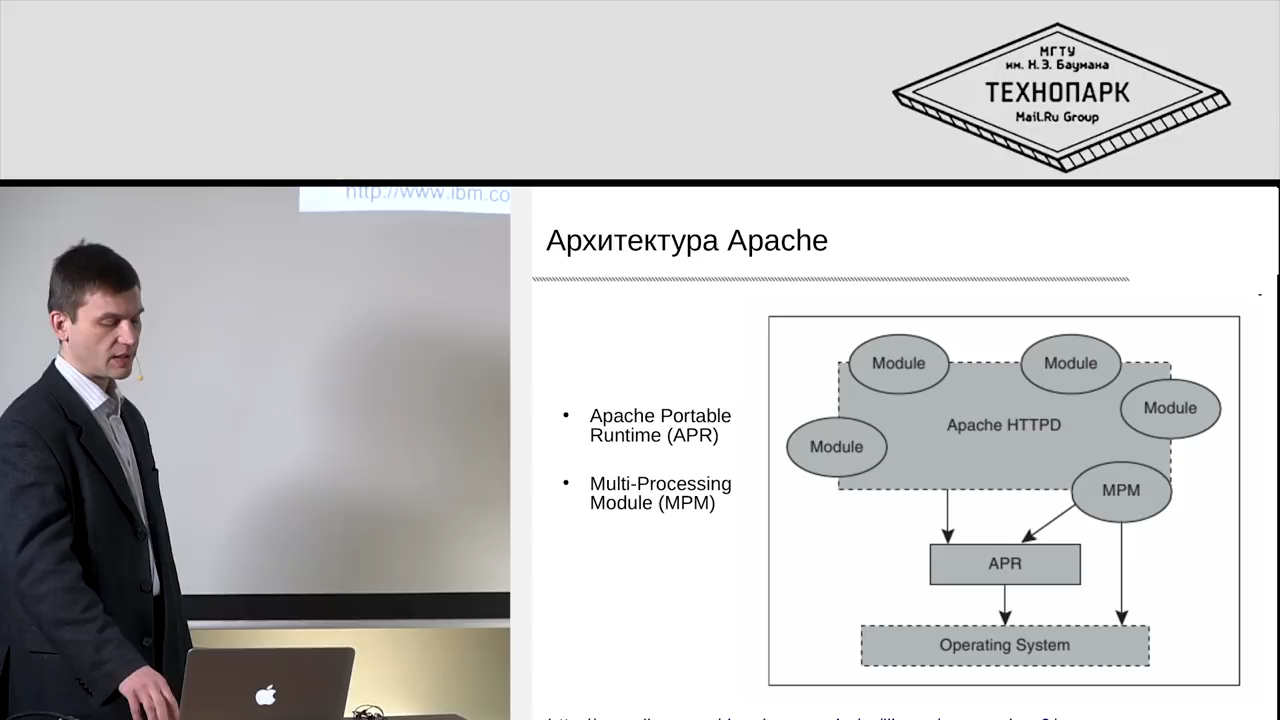 МГТУ
им. Н.Э. Баумана
ТЕХНОПАРК
Mail.Ru Group
http://www.ibm.co
Архитектура Apache
• Apache Portable
Runtime (APR)
• Multi-Processing
Module (MPM)
Module
Module
Module
Apache HTTPD
Module
MPM
APR
Operating System